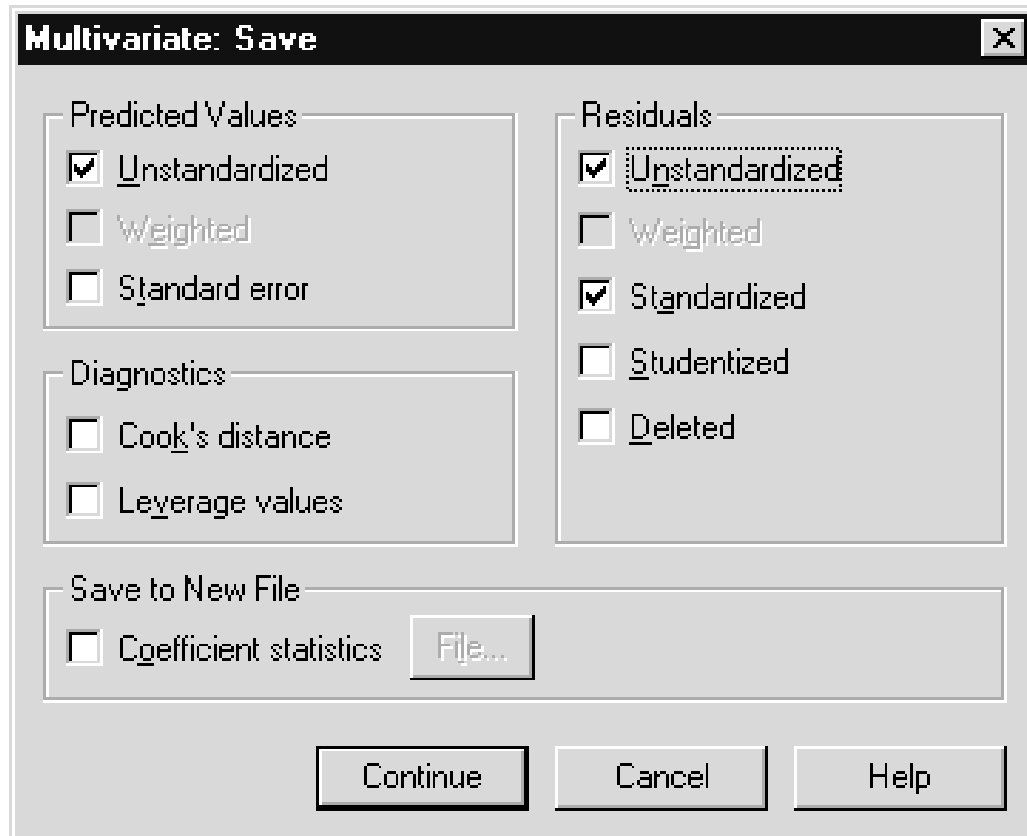 Multivariate: Save
Predicted Values
Unstandardized
Weighted
Standard error
Diagnostics
Cook's distance
Leverage values
Residuals
Unstandardized
Weighted
Standardized
Studentized
Deleted
Save to New File
Coefficient statistics
File...
Continue
Cancel
Help